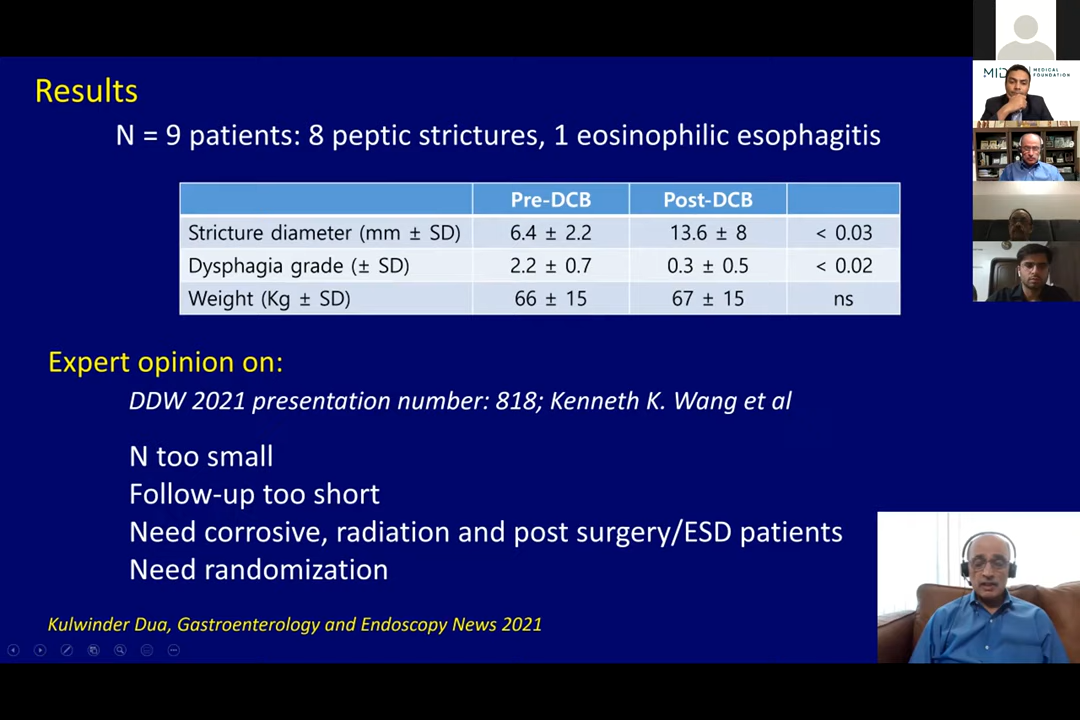 Results
N = 9 patients: 8 peptic strictures, 1 eosinophilic esophagitis
Pre-DCB Post-DCB
Stricture diameter (mm ± SD) 6.4 ± 2.2 13.6 ± 8 < 0.03
Dysphagia grade (± SD) 2.2 ± 0.7 0.3 ± 0.5 < 0.02
Weight (Kg ± SD) 66 ± 15 67 ± 15 ns
Expert opinion on:
DDW 2021 presentation number: 818; Kenneth K. Wang et al
N too small
Follow-up too short
Need corrosive, radiation and post surgery/ESD patients
Need randomization
Kulwinder Dua, Gastroenterology and Endoscopy News 2021
MEDICAL
FOUNDATION